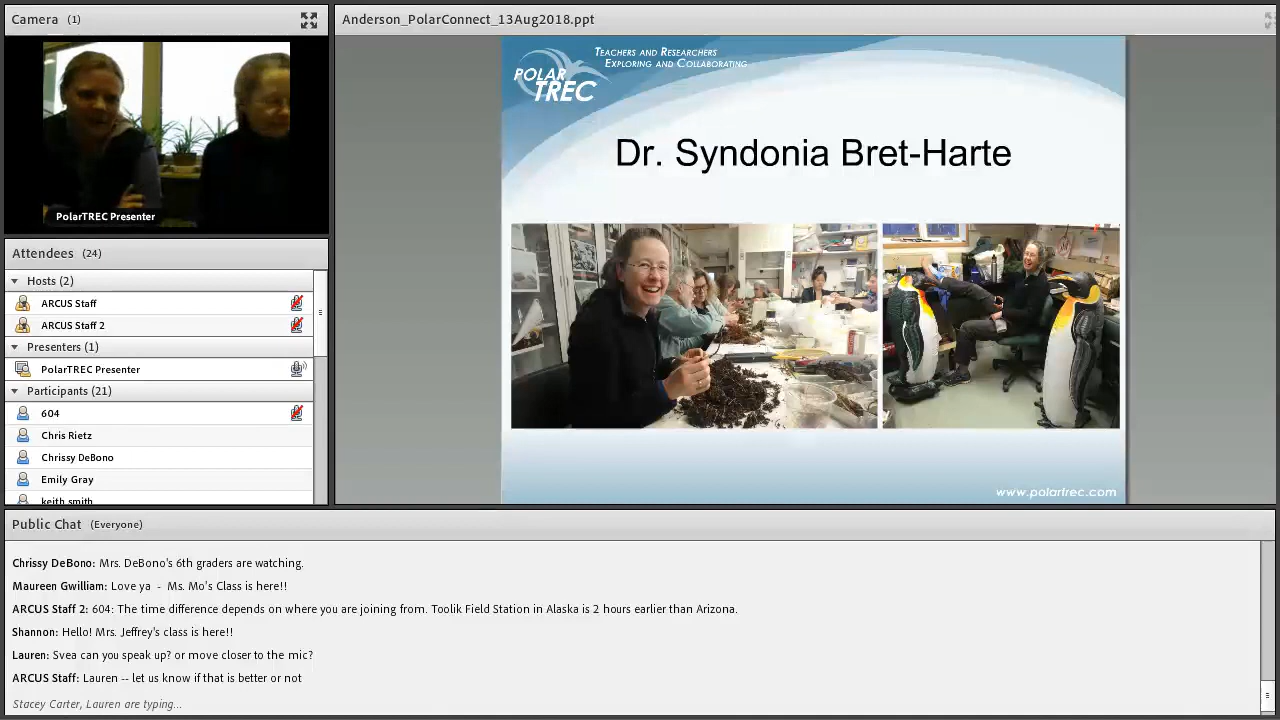 Camera (1)
PolarTREC Presenter
Attendees (24)
Hosts (2)
ARCUS Staff
ARCUS Staff 2
Presenters (1)
PolarTREC Presenter
Participants (21)
604
Chris Rietz
Chrissy DeBono
Emily Gray
keith smith
Anderson_PolarConnect_13Aug2018.ppt
TEACHERS AND RESEARCHERS
EXPLORING AND COLLABORATING
POLAR
TREC
Dr. Syndonia Bret-Harte
www.polartrec.com
Public Chat (Everyone)
Chrissy DeBono: Mrs. DeBono's 6th graders are watching.
Maureen Gwilliam: Love ya - Ms. Mo's Class is here!!
ARCUS Staff 2: 604: The time difference depends on where you are joining from. Toolik Field Station in Alaska is 2 hours earlier than Arizona.
Shannon: Hello! Mrs. Jeffrey's class is here!!
Lauren: Svea can you speak up? or move closer to the mic?
ARCUS Staff: Lauren -- let us know if that is better or not
Stacey Carter, Lauren are typing...